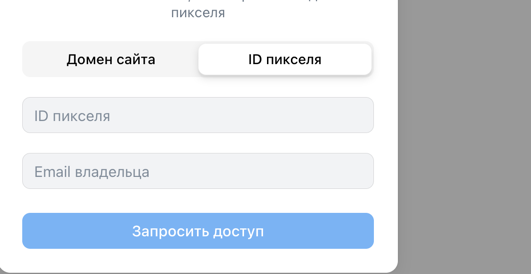 пикселя
Домен сайта
ID пикселя
ID пикселя
Email владельца
Запросить доступ